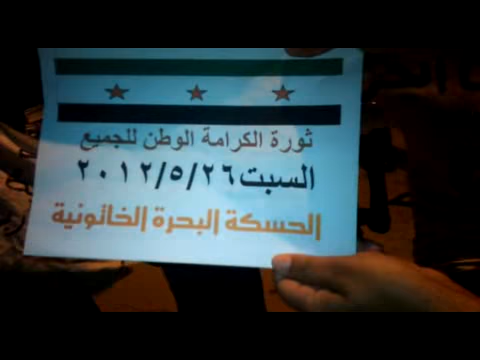 ثورة الكرامة الوطن للجميع
السبت ٢٠١٢/٥/٢٦
الحسكة البحرة الخاتونية